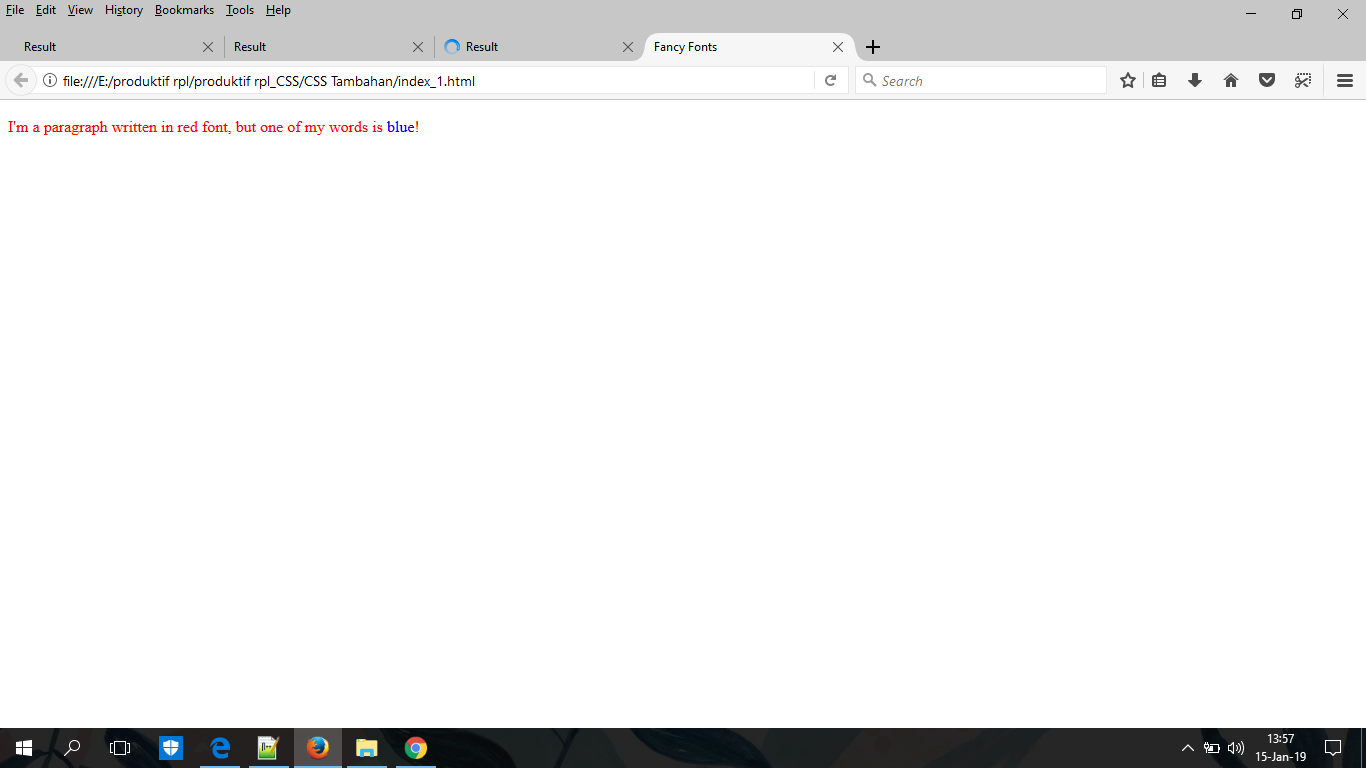 File Edit View History Bookmarks Tools Help
Result Result Result Fancy Fonts
file:///E:/produktif rpl/produktif rpl_CSS/CSS Tambahan/index_1.html Search
I'm a paragraph written in red font, but one of my words is blue!
13:57
15-Jan-19